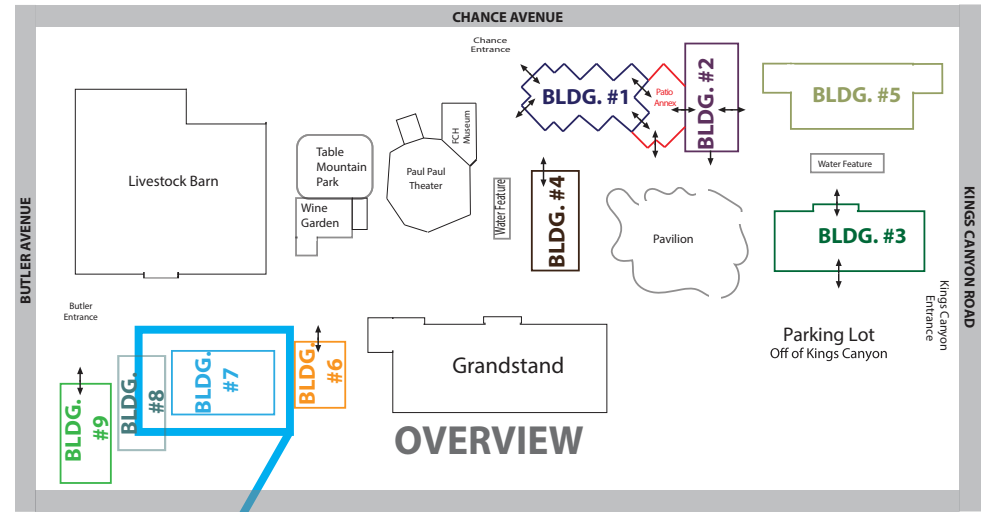 CHANCE AVENUE
Chance
Entrance
BLDG. #1
Patio
Annex
BLDG. #2
BLDG. #5
FCH
Museum
Table
Mountain
Park
Paul Paul
Theater
Livestock Barn
Water Feature
Wine
Garden
Water Feature
BLDG. #4
Pavilion
BLDG. #3
BUTLER AVENUE
KINGS CANYON ROAD
Butler
Entrance
Kings Canyon
Entrance
Parking Lot
Off of Kings Canyon
Grandstand
BLDG.
#6
BLDG.
#7
BLDG.
#8
BLDG.
#9
OVERVIEW